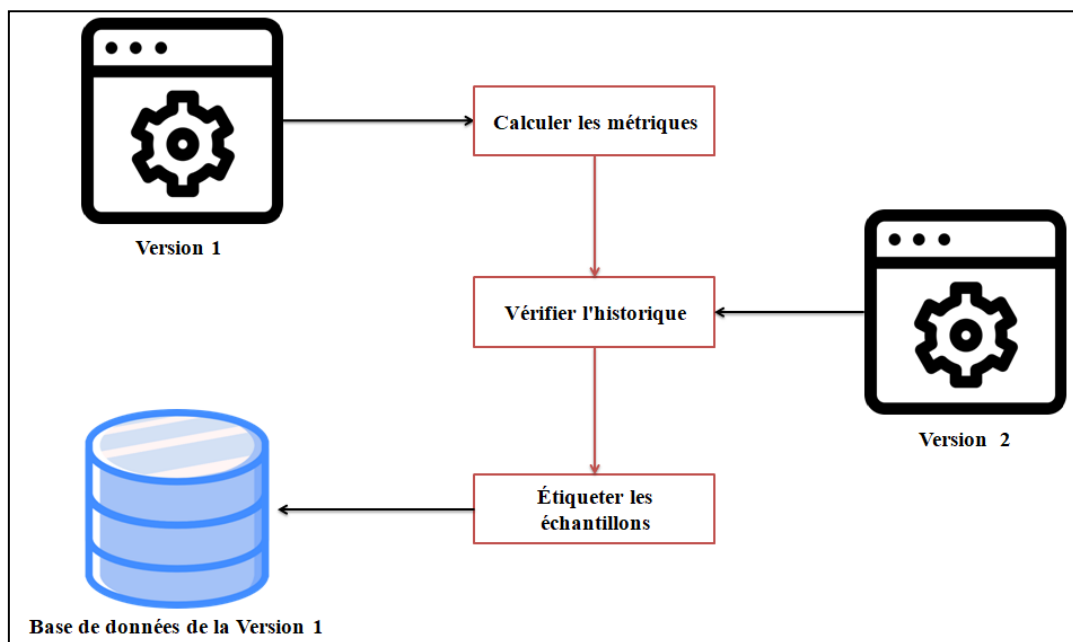 Calculer les métriques
Version 1
Vérifier l'historique
Version 2
Étiqueter les
échantillons
Base de données de la Version 1